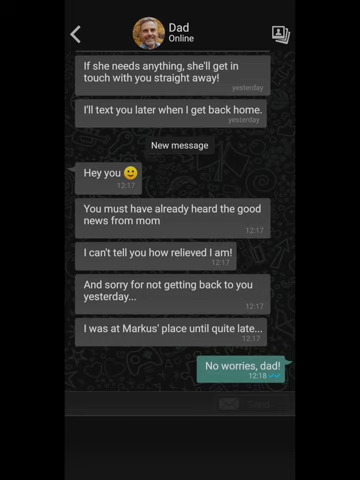 Dad
Online
If she needs anything, she'll get in
touch with you straight away!
yesterday
I'll text you later when I get back home.
yesterday
New message
Hey you 🙂
12:17
You must have already heard the good
news from mom
12:17
I can't tell you how relieved I am!
12:17
And sorry for not getting back to you
yesterday...
12:17
I was at Markus' place until quite late...
12:17
No worries, dad!
12:18
Send